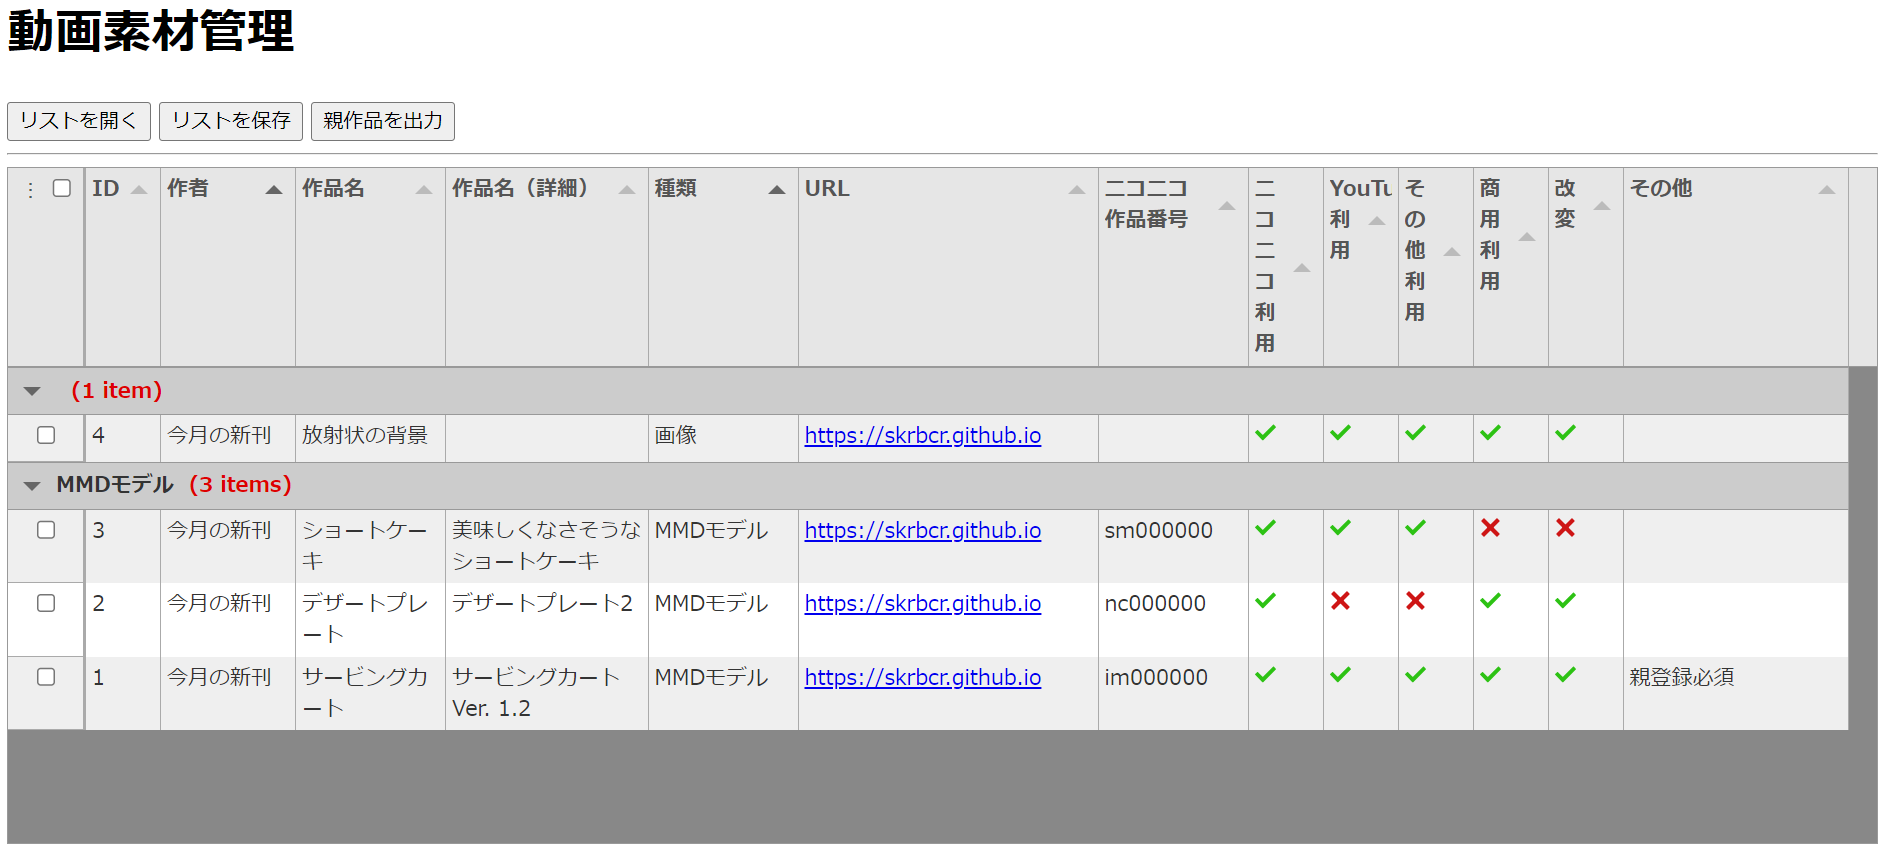 動画素材管理
リストを開く リストを保存 親作品を出力
ID 作者 作品名 作品名（詳細） 種類 URL ニコニコ作品番号 ニコニコ利用 YouTu利用 その他利用 商用利用 改変 その他
(1 item)
4 今月の新刊 放射状の背景 画像 https://skrbcr.github.io
MMDモデル (3 items)
3 今月の新刊 ショートケーキ 美味しくなさそうなショートケーキ MMDモデル https://skrbcr.github.io sm000000
2 今月の新刊 デザートプレート デザートプレート2 MMDモデル https://skrbcr.github.io nc000000
1 今月の新刊 サービングカート サービングカート Ver. 1.2 MMDモデル https://skrbcr.github.io im000000 親登録必須